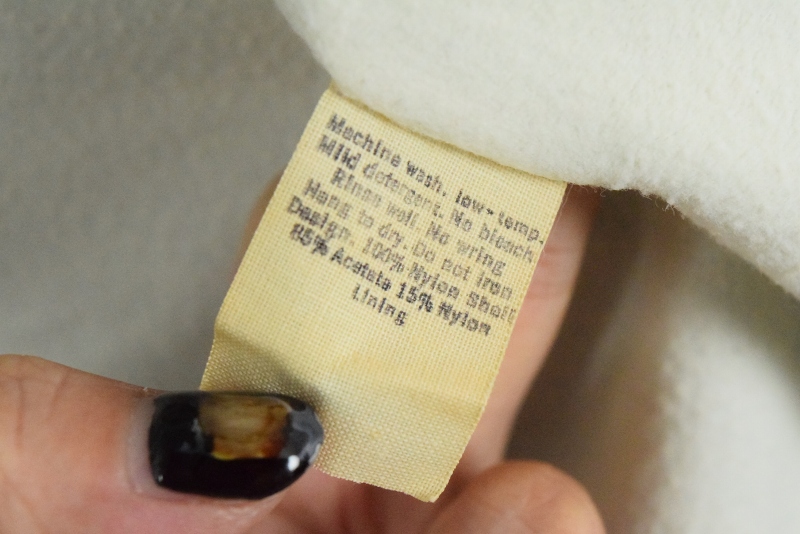 Machine wash, low-temp.
Mild detergent. No bleach
Rinse well. No wring
Hang to dry. Do not iron
Design. 100% Nylon Shell
85% Acetate 15% Nylon
Lining